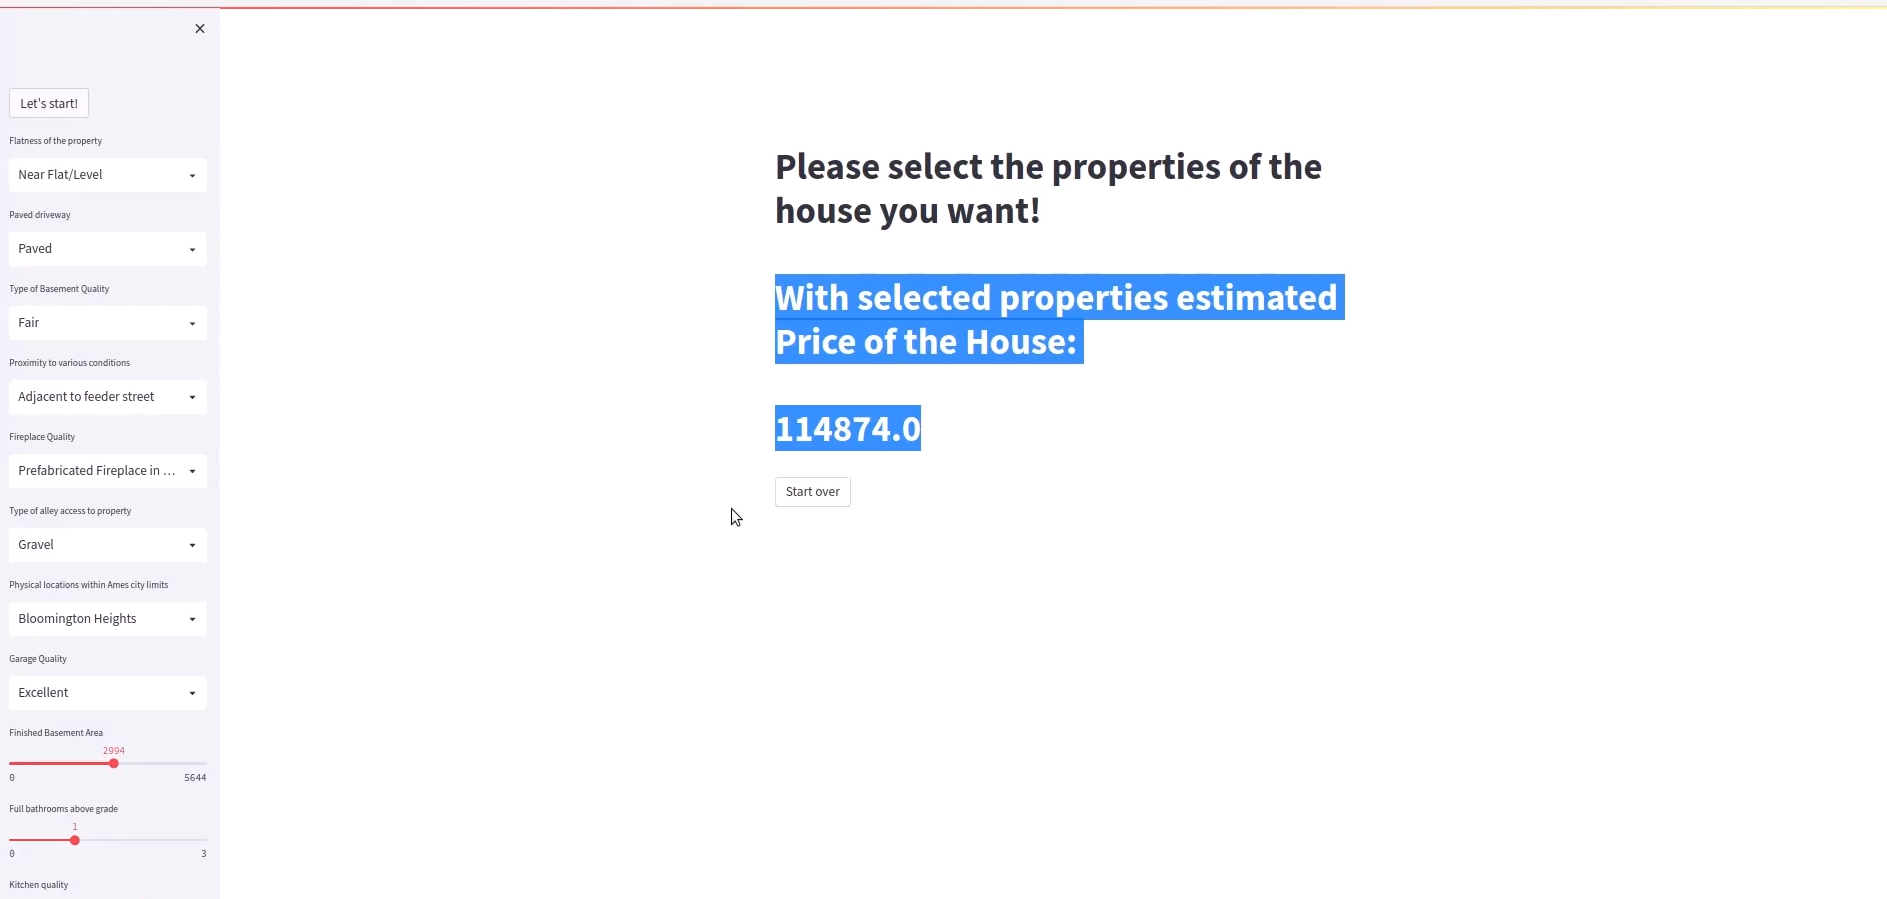 Let's start!
Flatness of the property
Near Flat/Level
Paved driveway
Paved
Type of Basement Quality
Fair
Proximity to various conditions
Adjacent to feeder street
Fireplace Quality
Prefabricated Fireplace in ...
Type of alley access to property
Gravel
Physical locations within Ames city limits
Bloomington Heights
Garage Quality
Excellent
Finished Basement Area
2994
0 5644
Full bathrooms above grade
1
0 3
Kitchen quality
Please select the properties of the
house you want!
With selected properties estimated
Price of the House:
114874.0
Start over